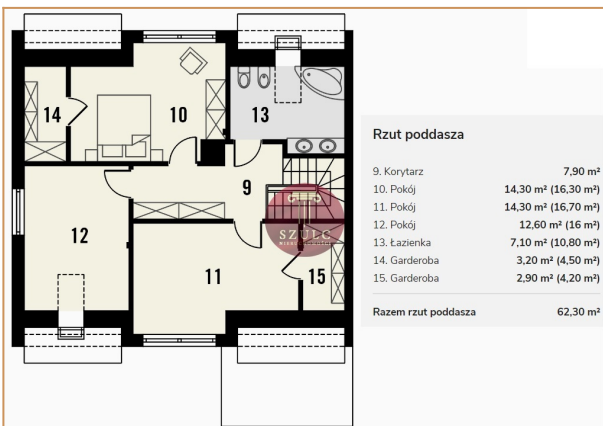 14
10
13
9
12
SZULC
NIERUCHOMOŚCI
11
15
Rzut poddasza
9. Korytarz 7,90 m²
10. Pokój 14,30 m² (16,30 m²)
11. Pokój 14,30 m² (16,70 m²)
12. Pokój 12,60 m² (16 m²)
13. Łazienka 7,10 m² (10,80 m²)
14. Garderoba 3,20 m² (4,50 m²)
15. Garderoba 2,90 m² (4,20 m²)
Razem rzut poddasza 62,30 m²